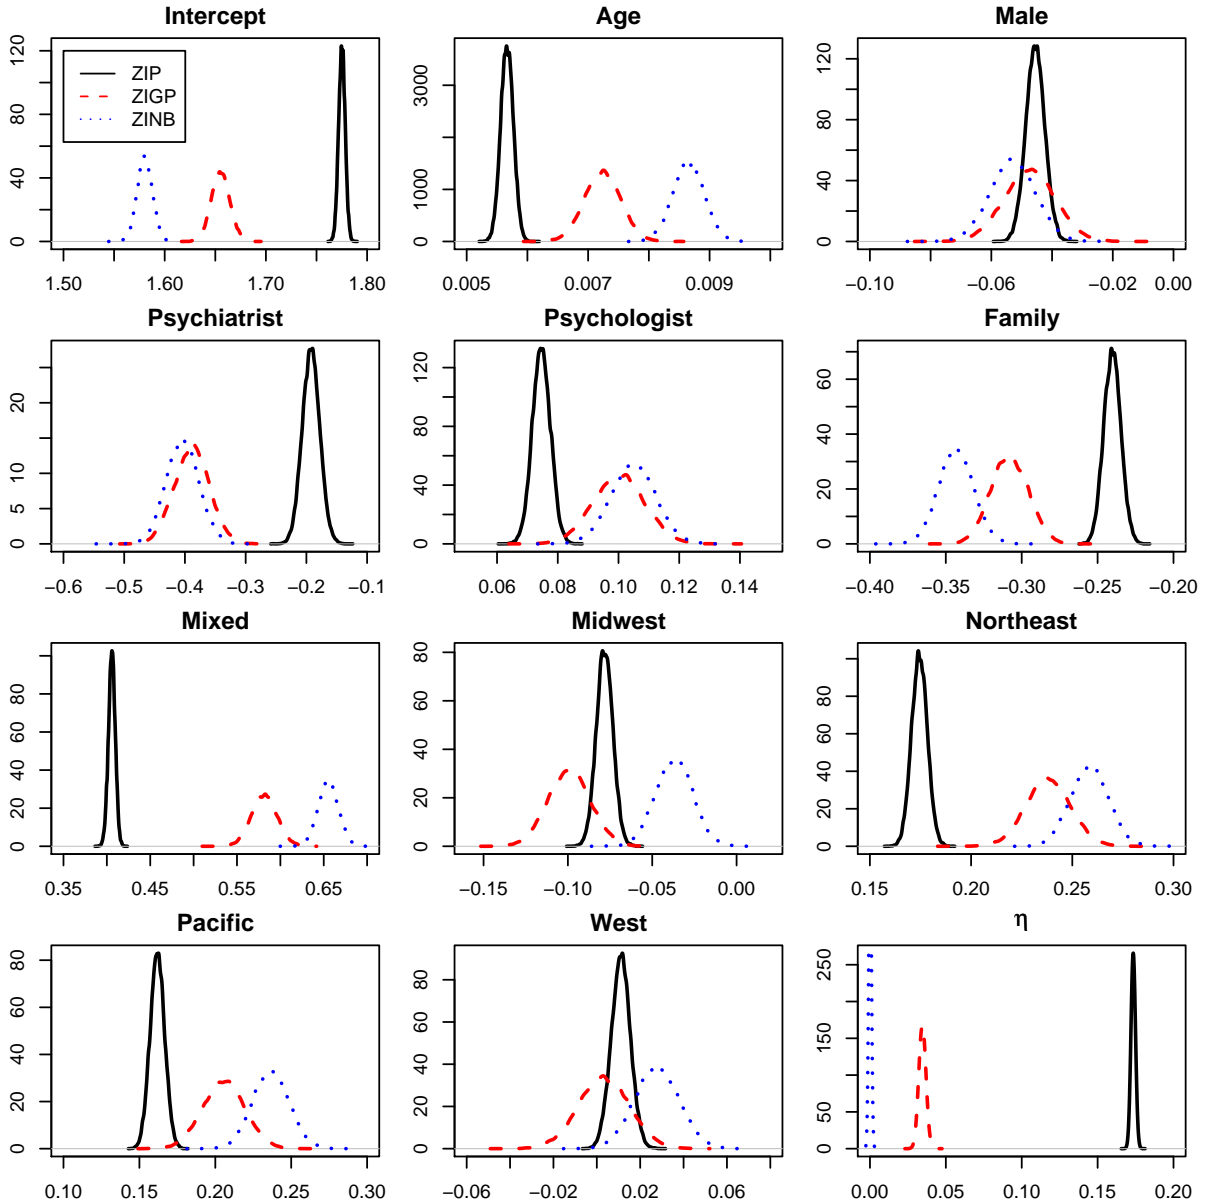 Intercept
Age
Male
ZIP
ZIGP
ZINB
0 40 80 120
1.50 1.60 1.70 1.80
0 1000 3000
0.005 0.007 0.009
0 40 80 120
−0.10 −0.06 −0.02 0.00
Psychiatrist
Psychologist
Family
0 5 10 20
−0.6 −0.5 −0.4 −0.3 −0.2 −0.1
0 40 80 120
0.06 0.08 0.10 0.12 0.14
0 20 40 60
−0.40 −0.35 −0.30 −0.25 −0.20
Mixed
Midwest
Northeast
0 20 40 60 80
0.35 0.45 0.55 0.65
0 20 40 60 80
−0.15 −0.10 −0.05 0.00
0 20 40 60 80
0.15 0.20 0.25 0.30
Pacific
West
η
0 20 40 60 80
0.10 0.15 0.20 0.25 0.30
0 20 40 60 80
−0.06 −0.02 0.02 0.06
0 50 150 250
0.00 0.05 0.10 0.15 0.20